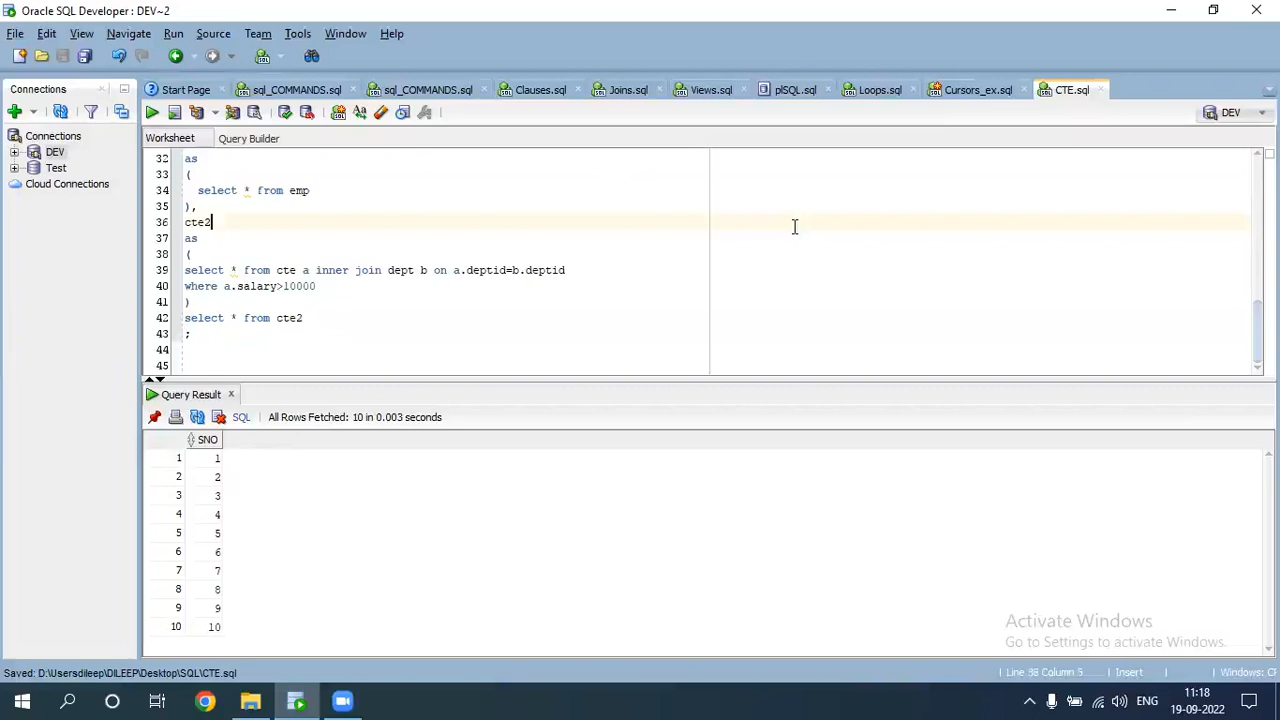 Oracle SQL Developer: DEV~2
File Edit View Navigate Run Source Team Tools Window Help
Connections
Start Page sql_COMMANDS.sql sql_COMMANDS.sql Clauses.sql Joins.sql Views.sql plSQL.sql Loops.sql Cursors_ex.sql CTE.sql
DEV
Connections
DEV
Test
Cloud Connections
Worksheet Query Builder
32 as
33 (
34 select * from emp
35 ),
36 cte2
37 as
38 (
39 select * from cte a inner join dept b on a.deptid=b.deptid
40 where a.salary>10000
41 )
42 select * from cte2
43 ;
44
45
Query Result
SQL All Rows Fetched: 10 in 0.003 seconds
SNO
1 1
2 2
3 3
4 4
5 5
6 6
7 7
8 8
9 9
10 10
Activate Windows
Go to Settings to activate Windows.
Saved: D:\Usersdileep\DILEEP\Desktop\SQL\CTE.sql
Column 5 Insert Windows: C
ENG
11:18
19-09-2022